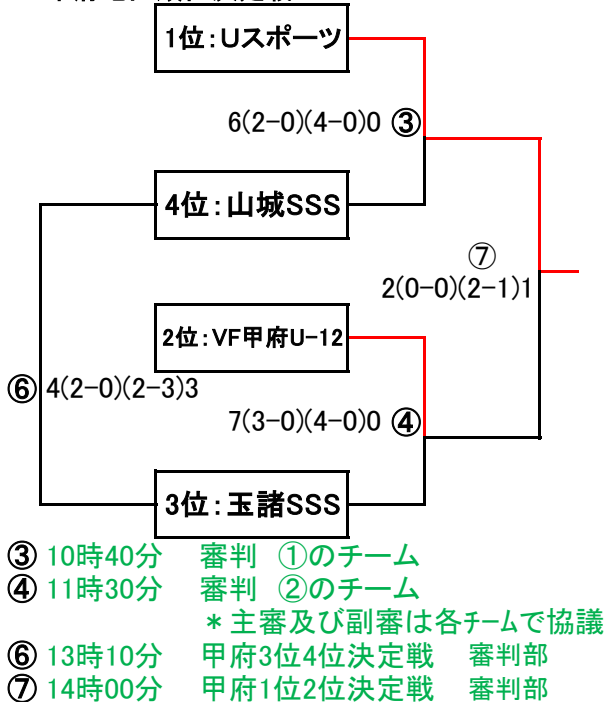 1位:Uスポーツ
6(2-0)(4-0)0 ③
4位:山城SSS
⑦
2(0-0)(2-1)1
2位:VF甲府U-12
⑥ 4(2-0)(2-3)3
7(3-0)(4-0)0 ④
3位:玉諸SSS
③ 10時40分 審判 ①のチーム
④ 11時30分 審判 ②のチーム
*主審及び副審は各チームで協議
⑥ 13時10分 甲府3位4位決定戦 審判部
⑦ 14時00分 甲府1位2位決定戦 審判部